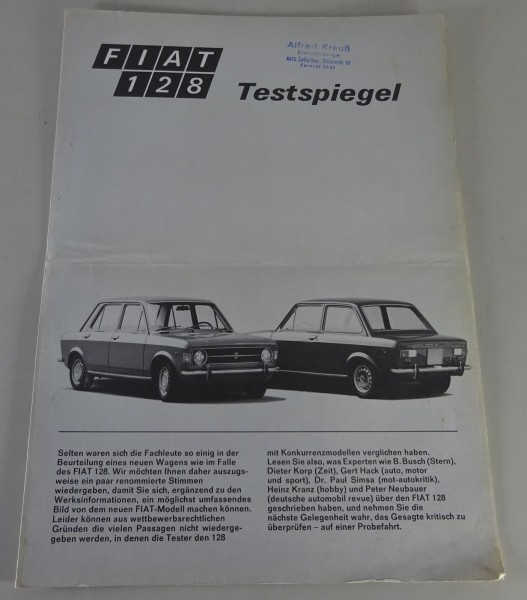 FIAT
128
Testspiegel
Alfred Krauß
Selten waren sich die Fachleute so einig in der
Beurteilung eines neuen Wagens wie im Falle
des FIAT 128. Wir möchten Ihnen daher auszugs-
weise ein paar renommierte Stimmen
wiedergeben, damit Sie sich, ergänzend zu den
Werksinformationen, ein möglichst umfassendes
Bild von dem neuen FIAT-Modell machen können.
Leider können aus wettbewerbsrechtlichen
Gründen die vielen Passagen nicht wiederge-
geben werden, in denen die Tester den 128
mit Konkurrenzmodellen verglichen haben.
Lesen Sie also, was Experten wie B. Busch (Stern),
Dieter Korp (Zeit), Gert Hack (auto, motor
und sport), Dr. Paul Simsa (mot-autokritik),
Heinz Kranz (hobby) und Peter Neubauer
(deutsche automobil revue) über den FIAT 128
geschrieben haben, und nehmen Sie die
nächste Gelegenheit wahr, das Gesagte kritisch zu
überprüfen – auf einer Probefahrt.